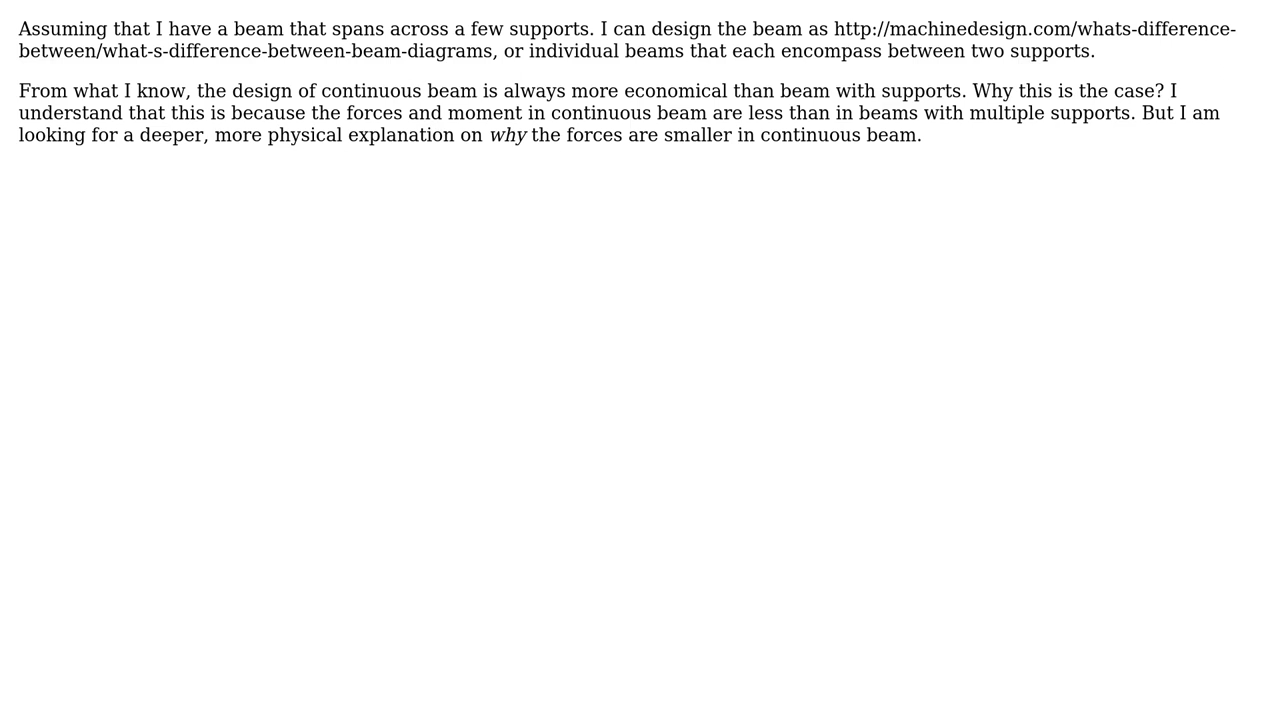 Assuming that I have a beam that spans across a few supports. I can design the beam as http://machinedesign.com/whats-difference-
between/what-s-difference-between-beam-diagrams, or individual beams that each encompass between two supports.
From what I know, the design of continuous beam is always more economical than beam with supports. Why this is the case? I
understand that this is because the forces and moment in continuous beam are less than in beams with multiple supports. But I am
looking for a deeper, more physical explanation on why the forces are smaller in continuous beam.